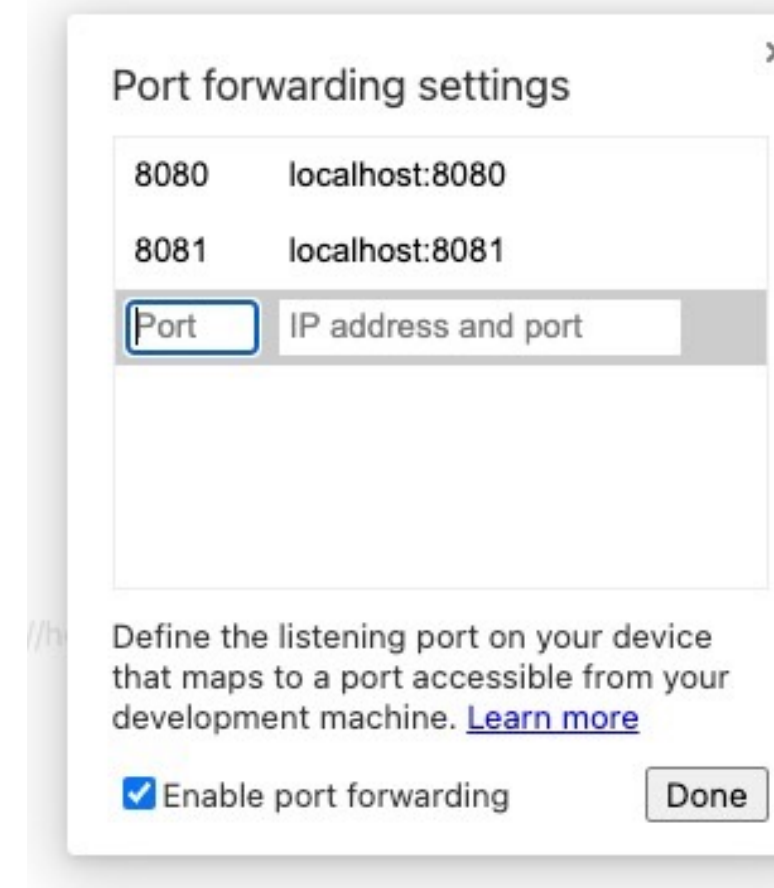 Port forwarding settings
8080 localhost:8080
8081 localhost:8081
Port IP address and port
//h
Define the listening port on your device
that maps to a port accessible from your
development machine. Learn more
Enable port forwarding Done